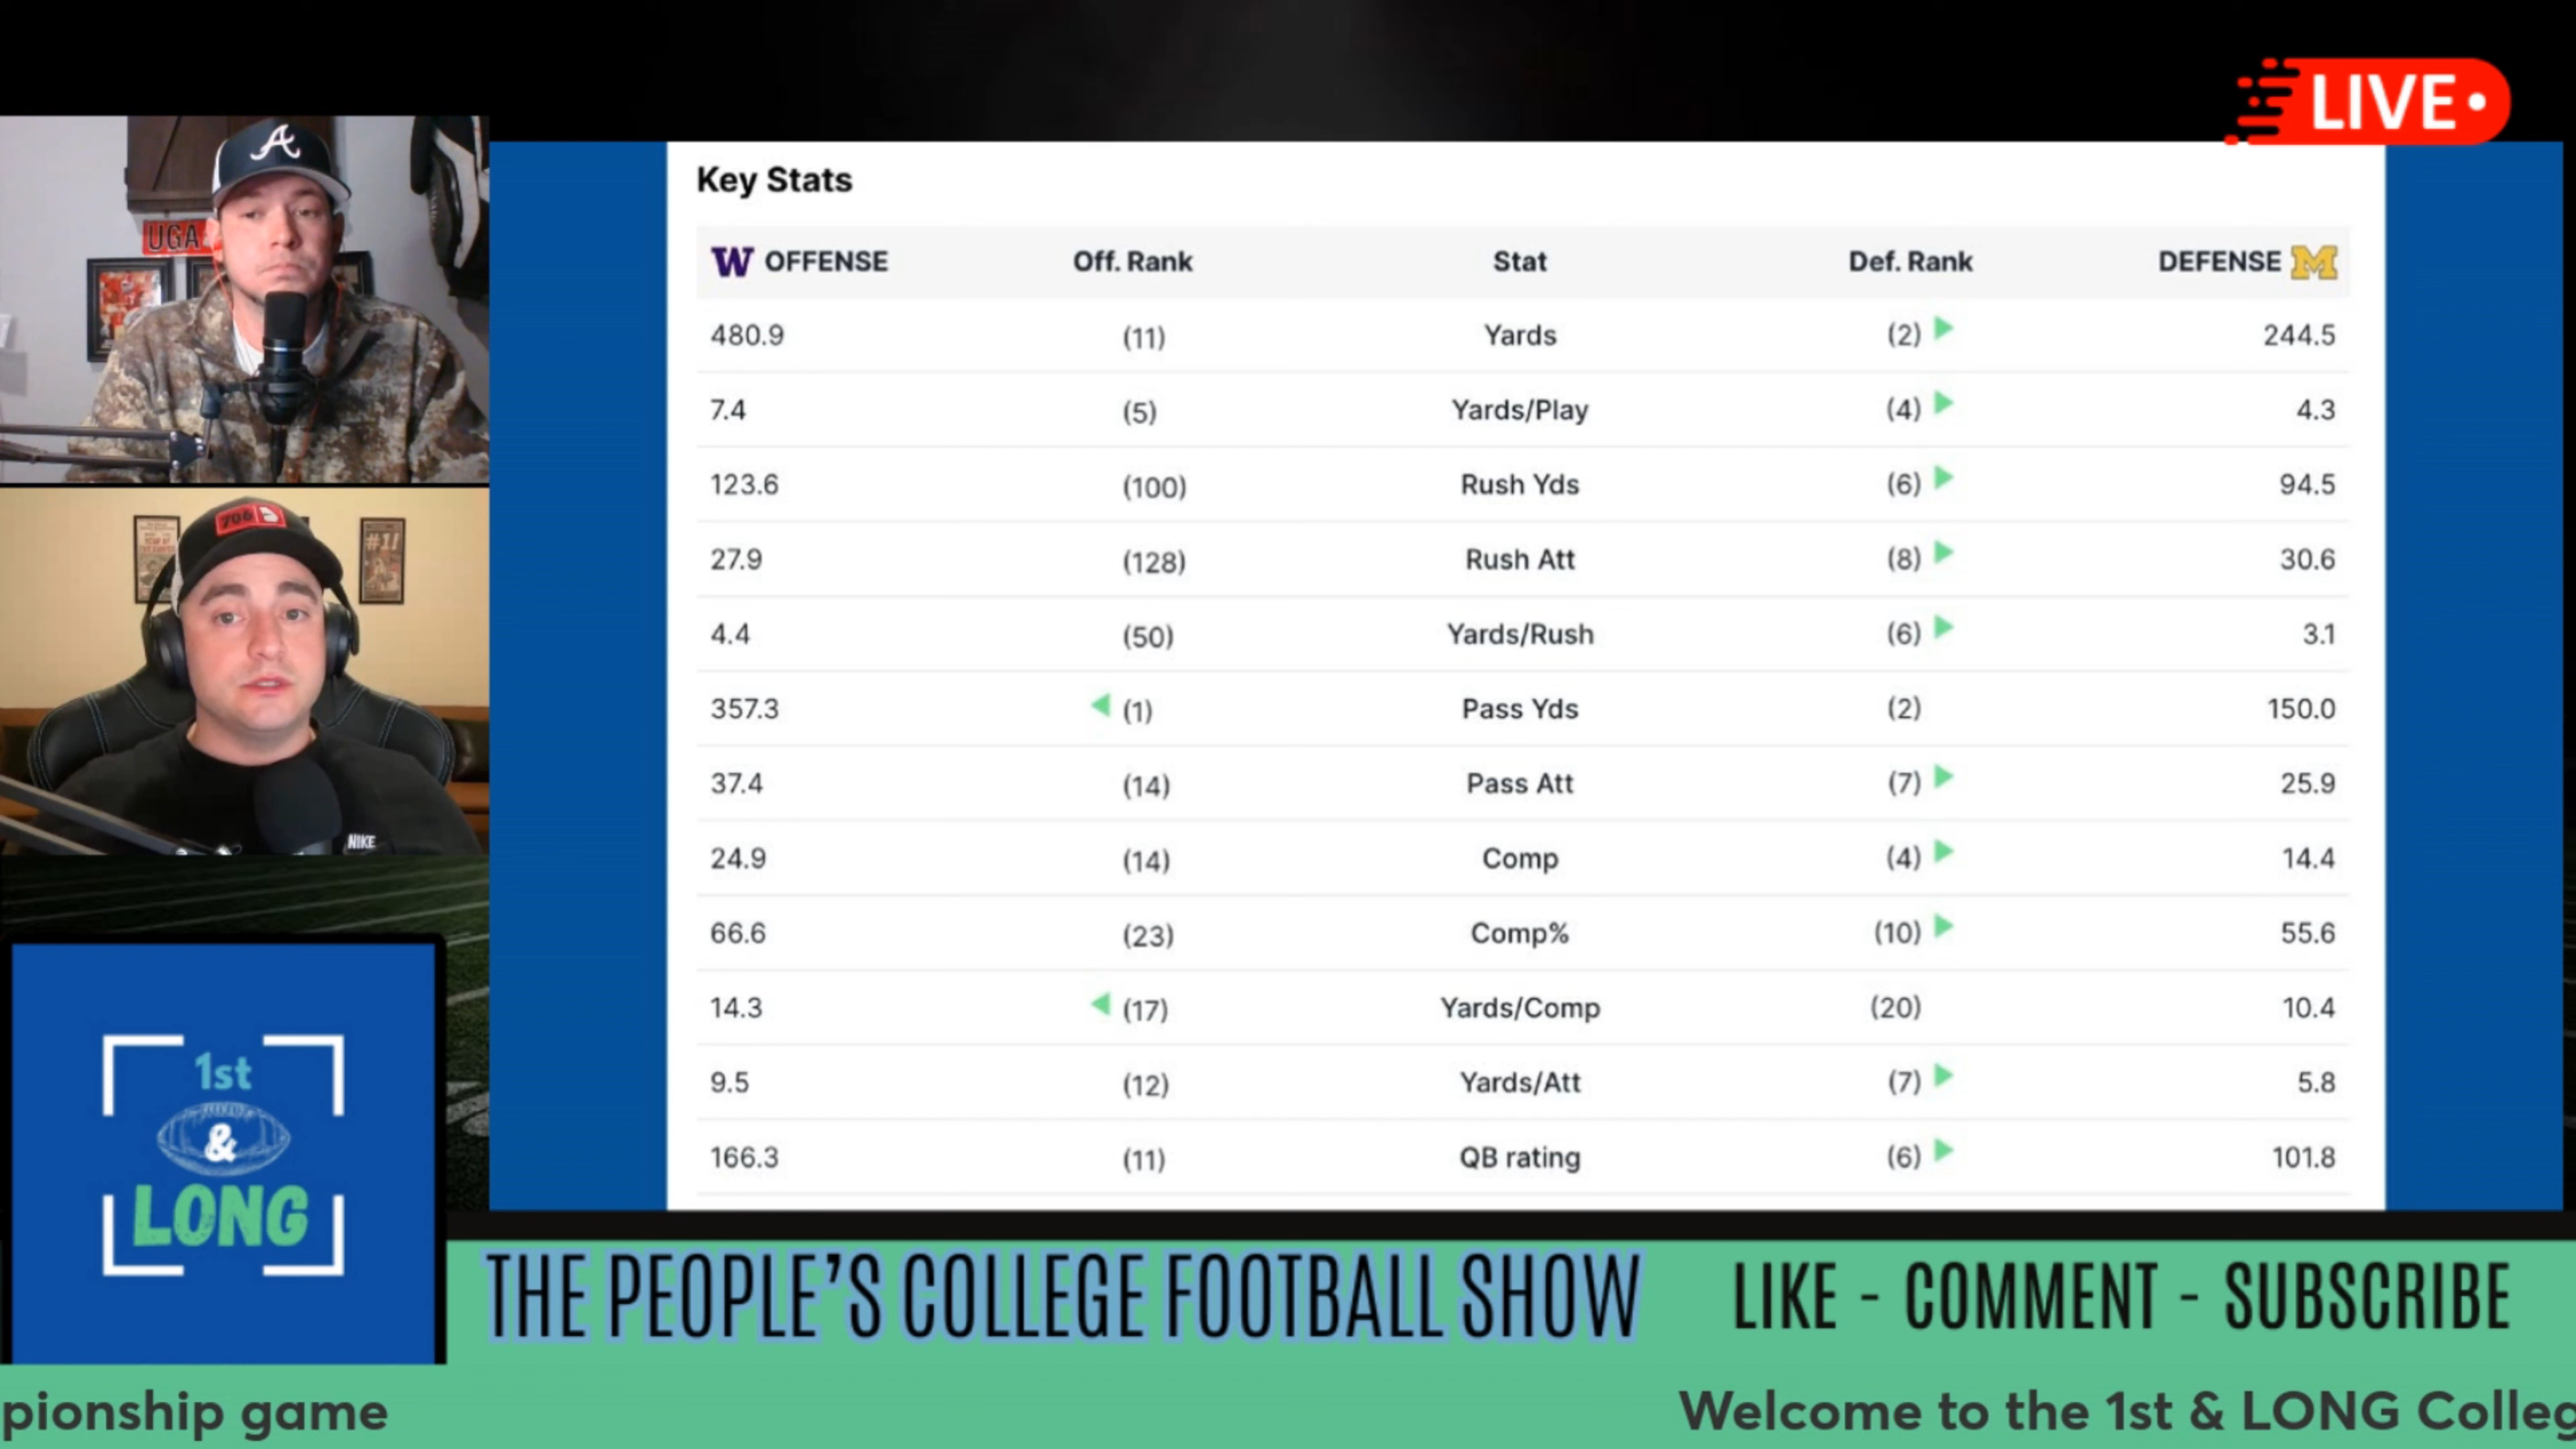 LIVE
A
UGA
Key Stats
W OFFENSE Off. Rank Stat Def. Rank DEFENSE M
480.9 (11) Yards (2) 244.5
7.4 (5) Yards/Play (4) 4.3
123.6 (100) Rush Yds (6) 94.5
27.9 (128) Rush Att (8) 30.6
4.4 (50) Yards/Rush (6) 3.1
357.3 (1) Pass Yds (2) 150.0
37.4 (14) Pass Att (7) 25.9
24.9 (14) Comp (4) 14.4
66.6 (23) Comp% (10) 55.6
14.3 (17) Yards/Comp (20) 10.4
9.5 (12) Yards/Att (7) 5.8
166.3 (11) QB rating (6) 101.8
706
#1!
NIKE
1st
&
LONG
THE PEOPLE'S COLLEGE FOOTBALL SHOW LIKE - COMMENT - SUBSCRIBE
pionship game Welcome to the 1st & LONG Colleg